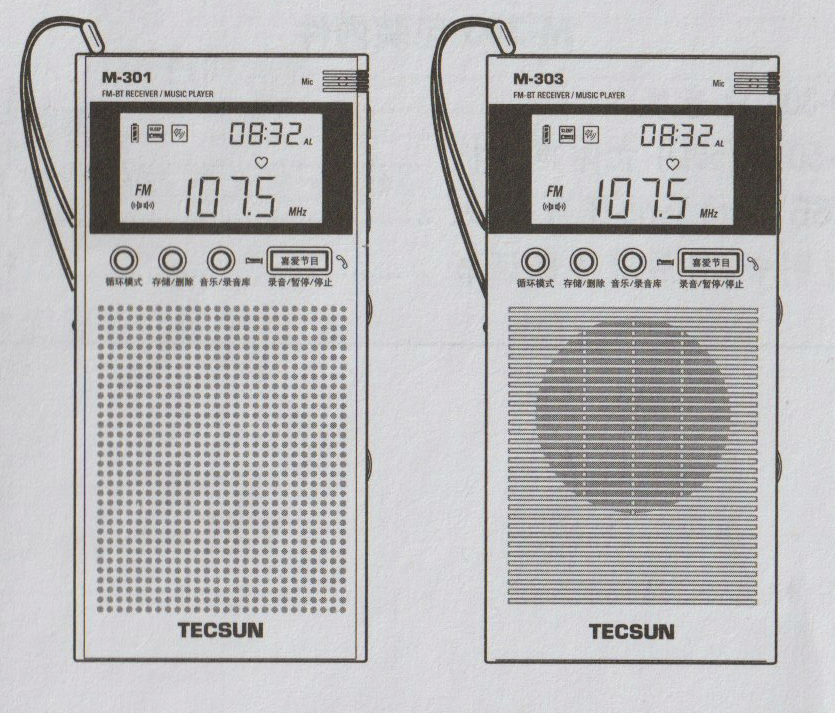 M-301
Mic
FM-BT RECEIVER / MUSIC PLAYER
SLEEP
08:32 AL
FM
107.5 MHz
喜爱节目
循环模式 存储/删除 音乐/录音库 录音/暂停/停止
TECSUN
M-303
Mic
FM-BT RECEIVER / MUSIC PLAYER
SLEEP
08:32 AL
FM
107.5 MHz
喜爱节目
循环模式 存储/删除 音乐/录音库 录音/暂停/停止
TECSUN